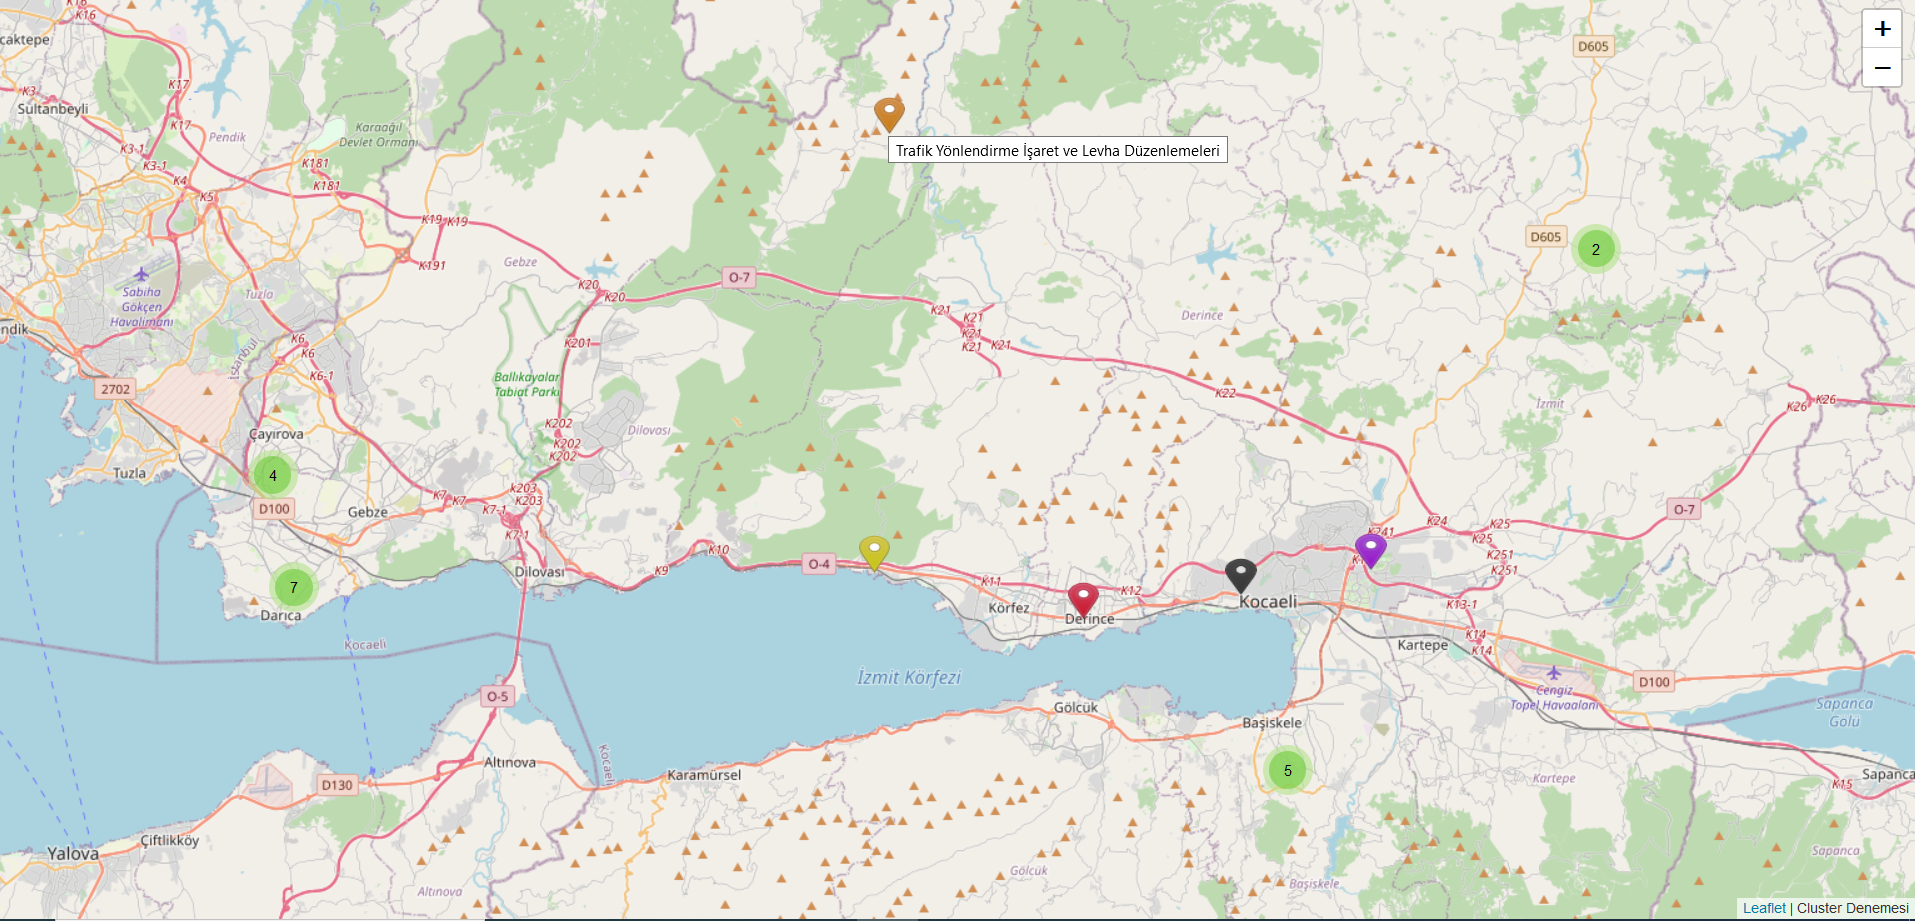 K16
K16
caktepe
K17
K3
Sultanbeyli
K17
Pendik
Karaağıl
Devlet Ormanı
K3-1
K3-1
K181
K4
K181
K5
K19
K19
K191
Gebze
Sabiha
Gökçen
Havalimanı
Tuzla
K20
K20
O-7
K21
K21
K21
K21
K21
Derince
D605
D605
2
+
−
Trafik Yönlendirme İşaret ve Levha Düzenlemeleri
endik
K6
K6
İstanbul
K6-1
K201
2702
Ballıkayalar
Tabiat Parkı
K22
İzmit
K26
K26
Çayırova
K202
K202
K202
Dilovası
Tuzla
4
D100
Gebze
K7
K7
K203
K203
K7-1
K7-1
O-7
K24
K25
K25
K241
K251
K251
K10
O-4
K9
Dilovası
7
Darıca
K11
K12
Körfez
Derince
Kocaeli
K13-1
K14
K14
Kartepe
Kocaeli
İzmit Körfezi
O-5
Gölcük
Başiskele
Cengiz
Topel Havaalanı
D100
Sapanca
Gölü
Kocaeli
Altınova
Karamürsel
D130
5
Kartepe
K15
Sapanca
Çiftlikköy
Yalova
Altınova
Gölcük
Başiskele
Sapanca
Leaflet | Cluster Denemesi